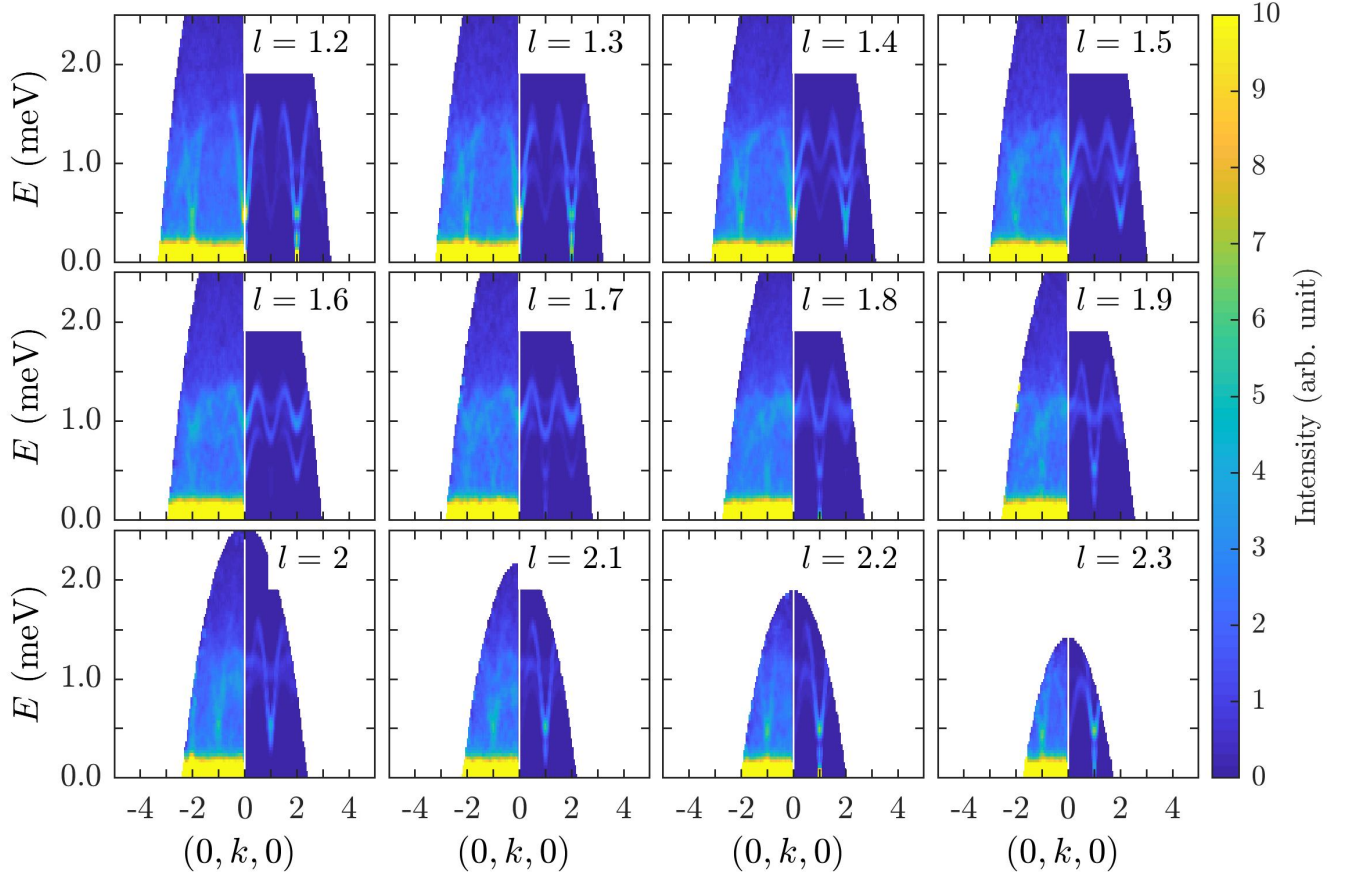 l = 1.2 l = 1.3 l = 1.4 l = 1.5
E (meV) 2.0 1.0 0.0
l = 1.6 l = 1.7 l = 1.8 l = 1.9
E (meV) 2.0 1.0 0.0
l = 2 l = 2.1 l = 2.2 l = 2.3
E (meV) 2.0 1.0 0.0
-4 -2 0 2 4 -4 -2 0 2 4 -4 -2 0 2 4 -4 -2 0 2 4
(0, k, 0) (0, k, 0) (0, k, 0) (0, k, 0)
10
9
8
7
6
5
4
3
2
1
0
Intensity (arb. unit)